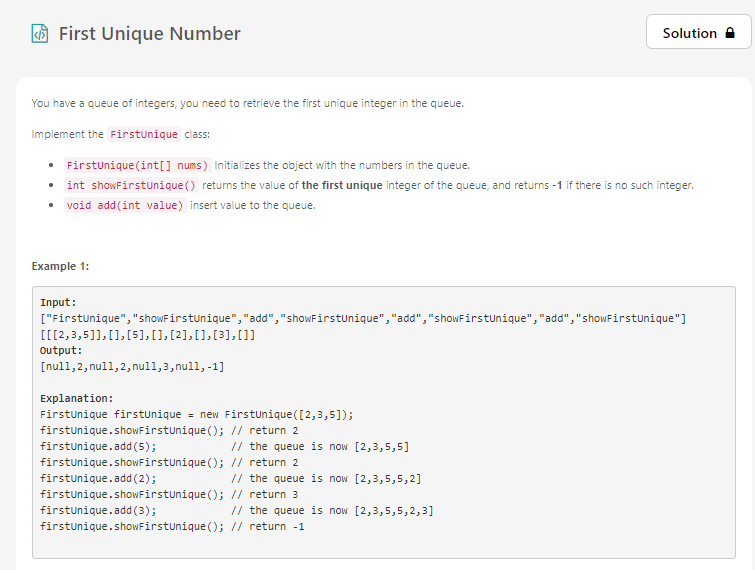 First Unique Number
Solution
You have a queue of integers, you need to retrieve the first unique integer in the queue.
Implement the FirstUnique class:
• FirstUnique(int[] nums) Initializes the object with the numbers in the queue.
• int showFirstUnique() returns the value of the first unique integer of the queue, and returns -1 if there is no such integer.
• void add(int value) insert value to the queue.
Example 1:
Input:
["FirstUnique","showFirstUnique","add","showFirstUnique","add","showFirstUnique","add","showFirstUnique"]
[[[2,3,5]],[],[5],[],[2],[],[3],[]]
Output:
[null,2,null,2,null,3,null,-1]
Explanation:
FirstUnique firstUnique = new FirstUnique([2,3,5]);
firstUnique.showFirstUnique(); // return 2
firstUnique.add(5);            // the queue is now [2,3,5,5]
firstUnique.showFirstUnique(); // return 2
firstUnique.add(2);            // the queue is now [2,3,5,5,2]
firstUnique.showFirstUnique(); // return 3
firstUnique.add(3);            // the queue is now [2,3,5,5,2,3]
firstUnique.showFirstUnique(); // return -1